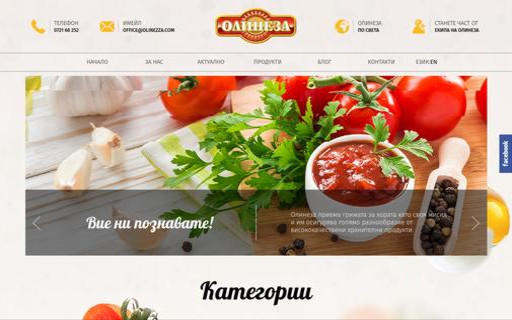 ТЕЛЕФОН
0721 68 252
ИМЕЙЛ
OFFICE@OLINEZZA.COM
ОЛИНЕЗА
ОЛИНЕЗА
ПО СВЕТА
СТАНЕТЕ ЧАСТ ОТ
ЕКИПА НА ОЛИНЕЗА
НАЧАЛО
ЗА НАС
АКТУАЛНО
ПРОДУКТИ
БЛОГ
КОНТАКТИ
ЕЗИК:EN
facebook
Вие ни познавате!
Олинеза приема грижата за хората като своя мисия
и им осигурява голямо разнообразие от
висококачествени хранителни продукти.
Категории